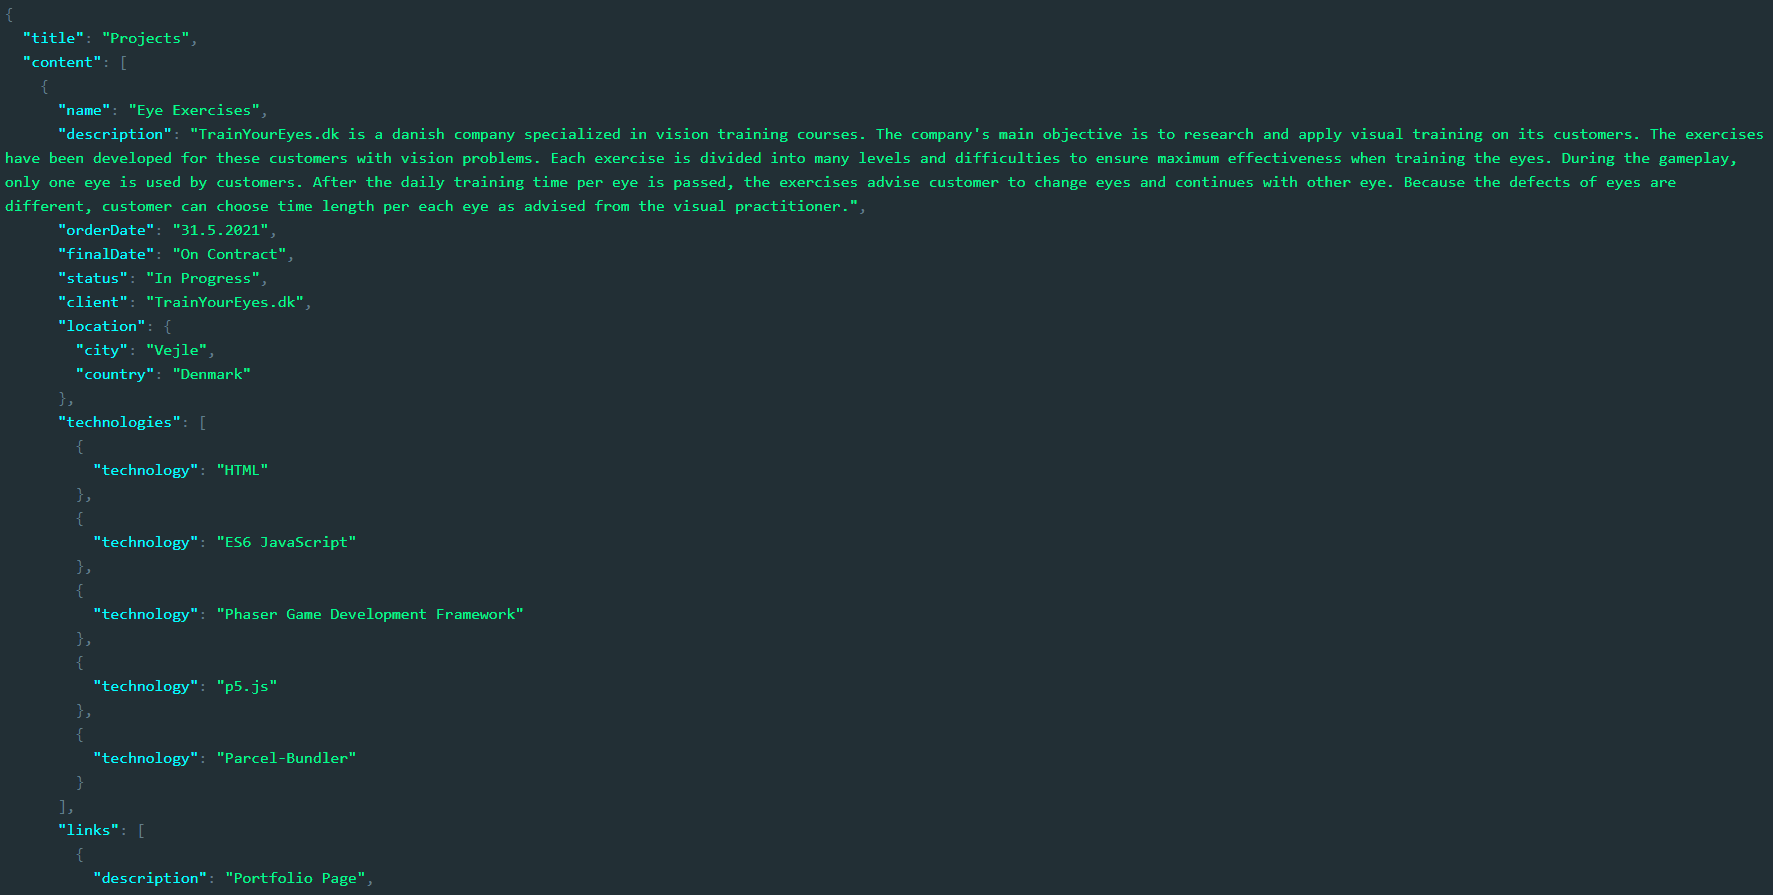 {
  "title": "Projects",
  "content": [
    {
      "name": "Eye Exercises",
      "description": "TrainYourEyes.dk is a danish company specialized in vision training courses. The company's main objective is to research and apply visual training on its customers. The exercises
have been developed for these customers with vision problems. Each exercise is divided into many levels and difficulties to ensure maximum effectiveness when training the eyes. During the gameplay,
only one eye is used by customers. After the daily training time per eye is passed, the exercises advise customer to change eyes and continues with other eye. Because the defects of eyes are
different, customer can choose time length per each eye as advised from the visual practitioner.",
      "orderDate": "31.5.2021",
      "finalDate": "On Contract",
      "status": "In Progress",
      "client": "TrainYourEyes.dk",
      "location": {
        "city": "Vejle",
        "country": "Denmark"
      },
      "technologies": [
        {
          "technology": "HTML"
        },
        {
          "technology": "ES6 JavaScript"
        },
        {
          "technology": "Phaser Game Development Framework"
        },
        {
          "technology": "p5.js"
        },
        {
          "technology": "Parcel-Bundler"
        }
      ],
      "links": [
        {
          "description": "Portfolio Page",